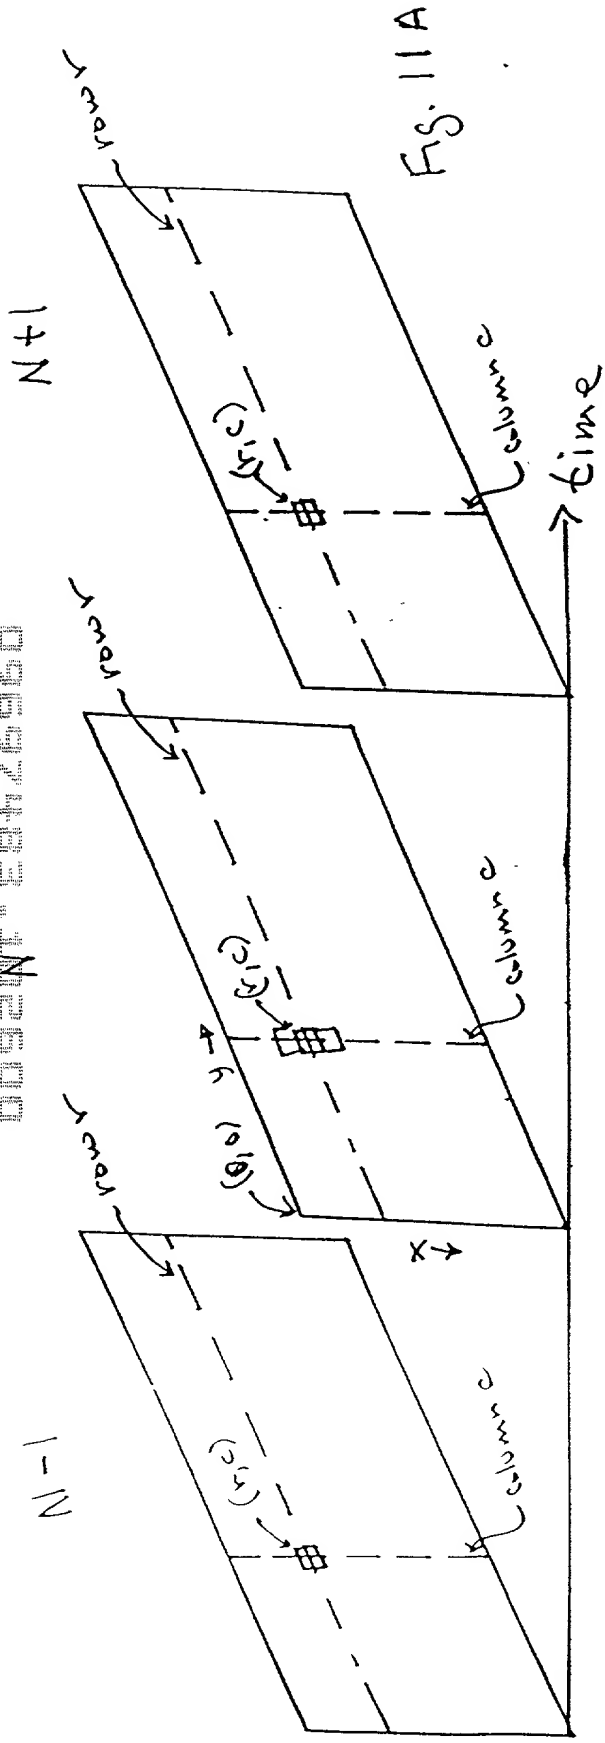 N-1
N
N+1
row r
row r
row r
(r,c)
(0,0)
y
(r,c)
(r,c)
x
column c
column c
column c
time
Fig. 11A